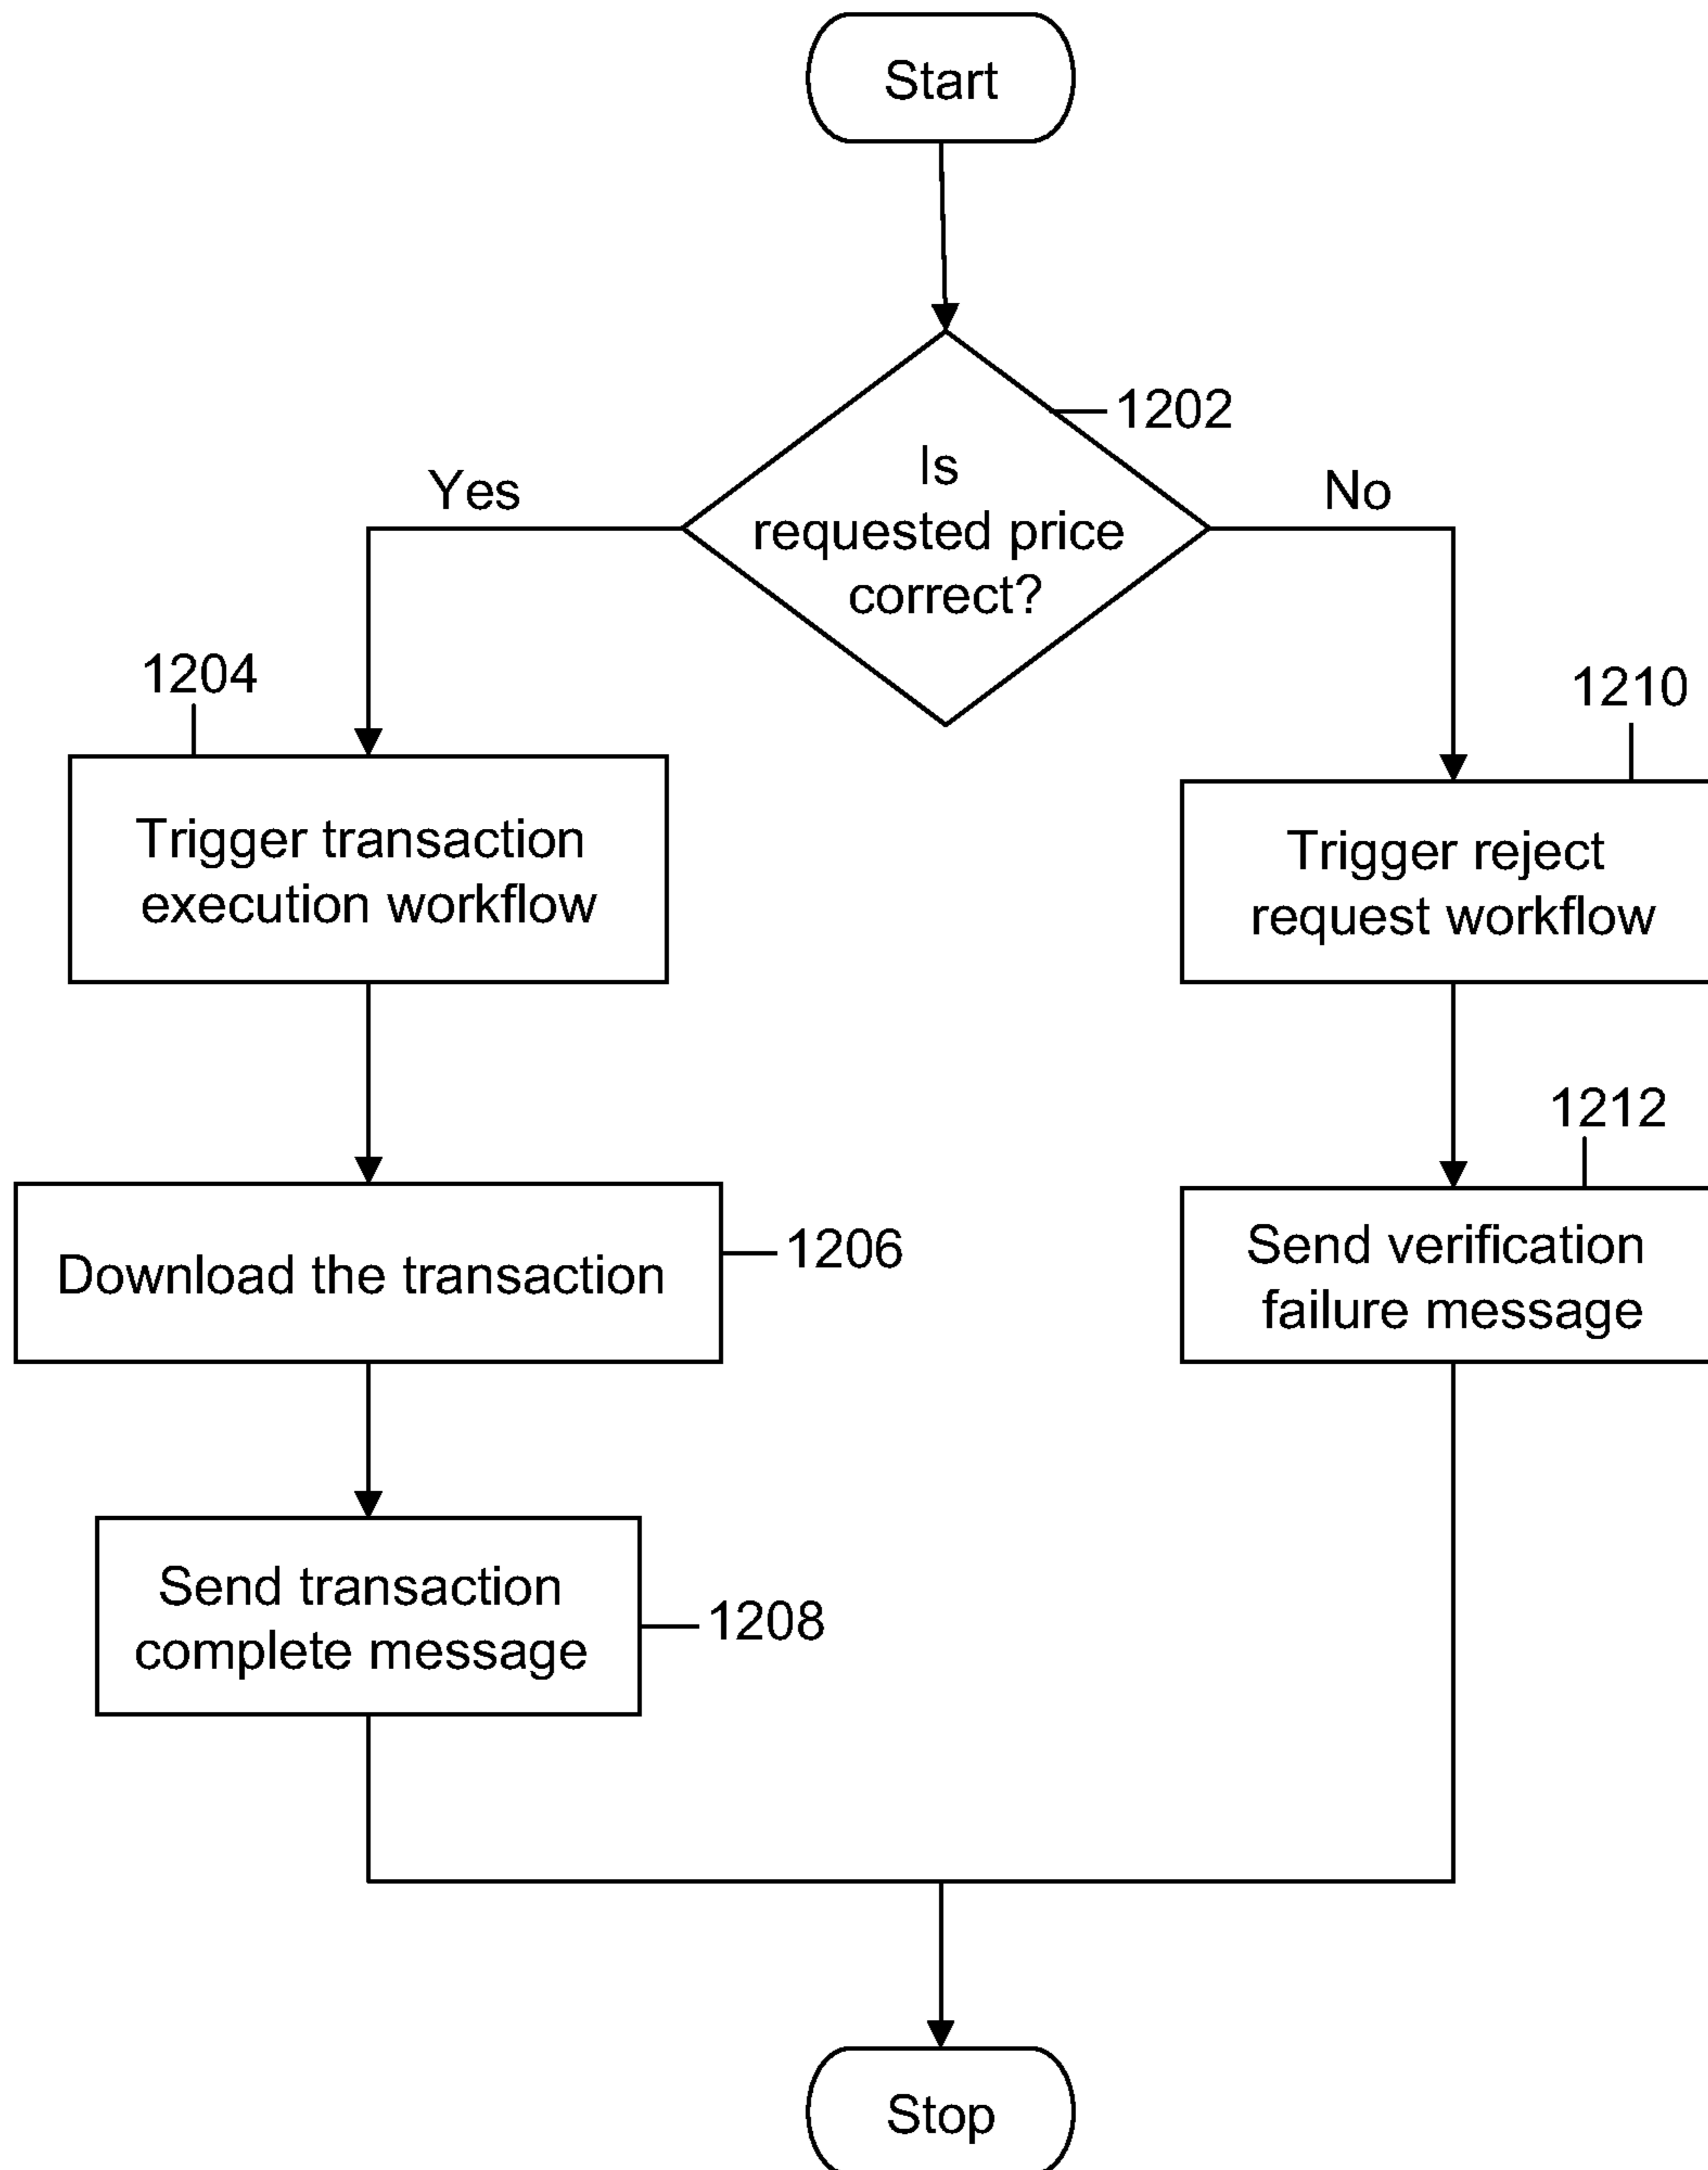 Start
1202
Is
requested price
correct?
Yes
No
1204
Trigger transaction
execution workflow
1210
Trigger reject
request workflow
Download the transaction
1206
1212
Send verification
failure message
Send transaction
complete message
1208
Stop